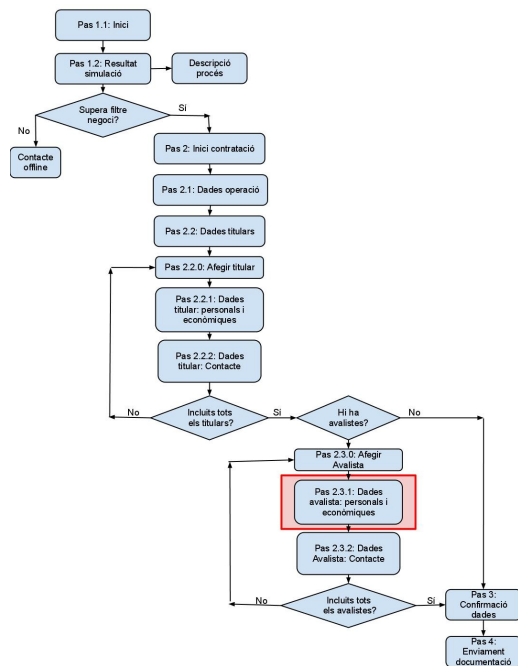 Pas 1.1: Inici
Pas 1.2: Resultat
simulació
Descripció
procés
Supera filtre
negoci?
No
Sí
Contacte
offline
Pas 2: Inici contratació
Pas 2.1: Dades operació
Pas 2.2: Dades titulars
Pas 2.2.0: Afegir titular
Pas 2.2.1: Dades
titular: personals i
econòmiques
Pas 2.2.2: Dades
titular: Contacte
No
Incluits tots
els titulars?
Sí
Hi ha
avalistes?
No
Pas 2.3.0: Afegir
Avalista
Pas 2.3.1: Dades
avalista: personals i
econòmiques
Pas 2.3.2: Dades
Avalista: Contacte
No
Incluits tots
els avalistes?
Sí
Pas 3:
Confirmació
dades
Pas 4:
Enviament
documentació